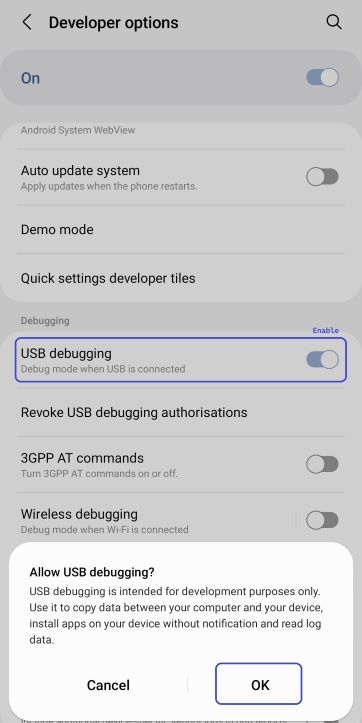 Developer options
On
Android System WebView
Auto update system
Apply updates when the phone restarts.
Demo mode
Quick settings developer tiles
Debugging
Enable
USB debugging
Debug mode when USB is connected
Revoke USB debugging authorisations
3GPP AT commands
Turn 3GPP AT commands on or off.
Wireless debugging
Debug mode when Wi-Fi is connected
Allow USB debugging?
USB debugging is intended for development purposes only.
Use it to copy data between your computer and your device,
install apps on your device without notification and read log
data.
Cancel
OK